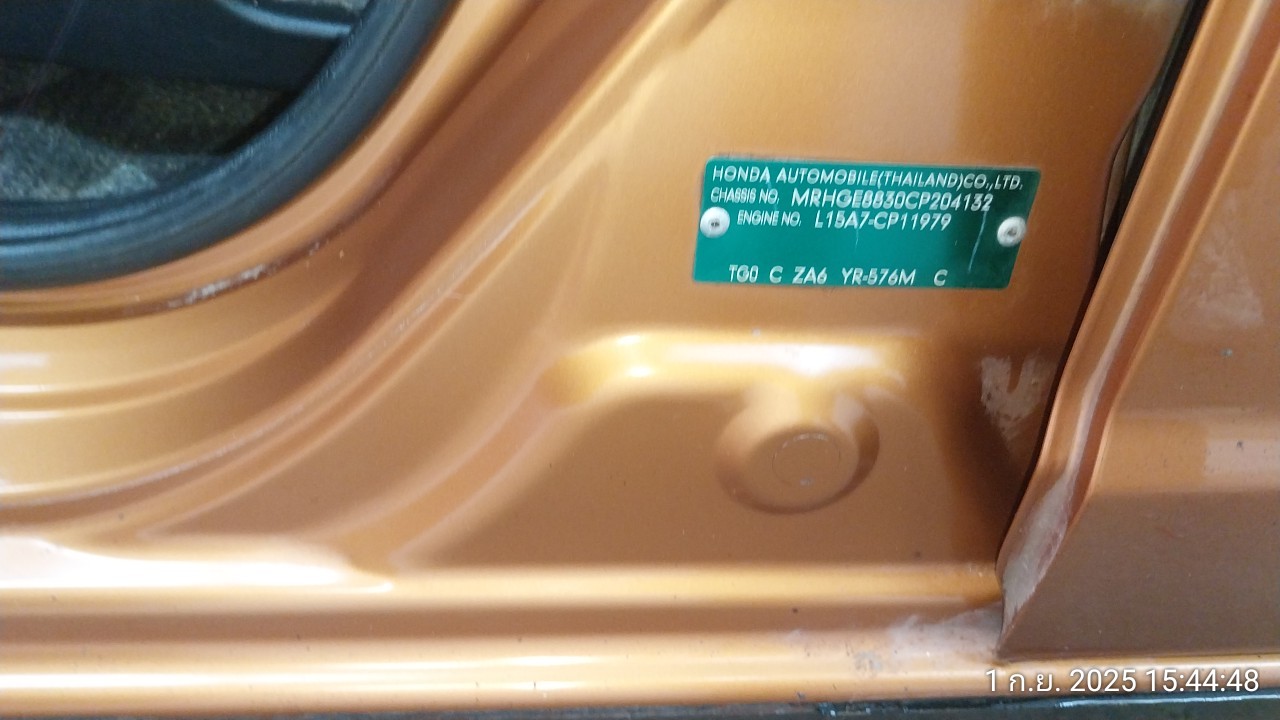 HONDA AUTOMOBILE(THAILAND)CO.,LTD.
CHASSIS NO. MRHGE8830CP204132
ENGINE NO. L15A7-CP11979
TG0 C ZA6 YR-576M C
1 ก.ย. 2025 15:44:48